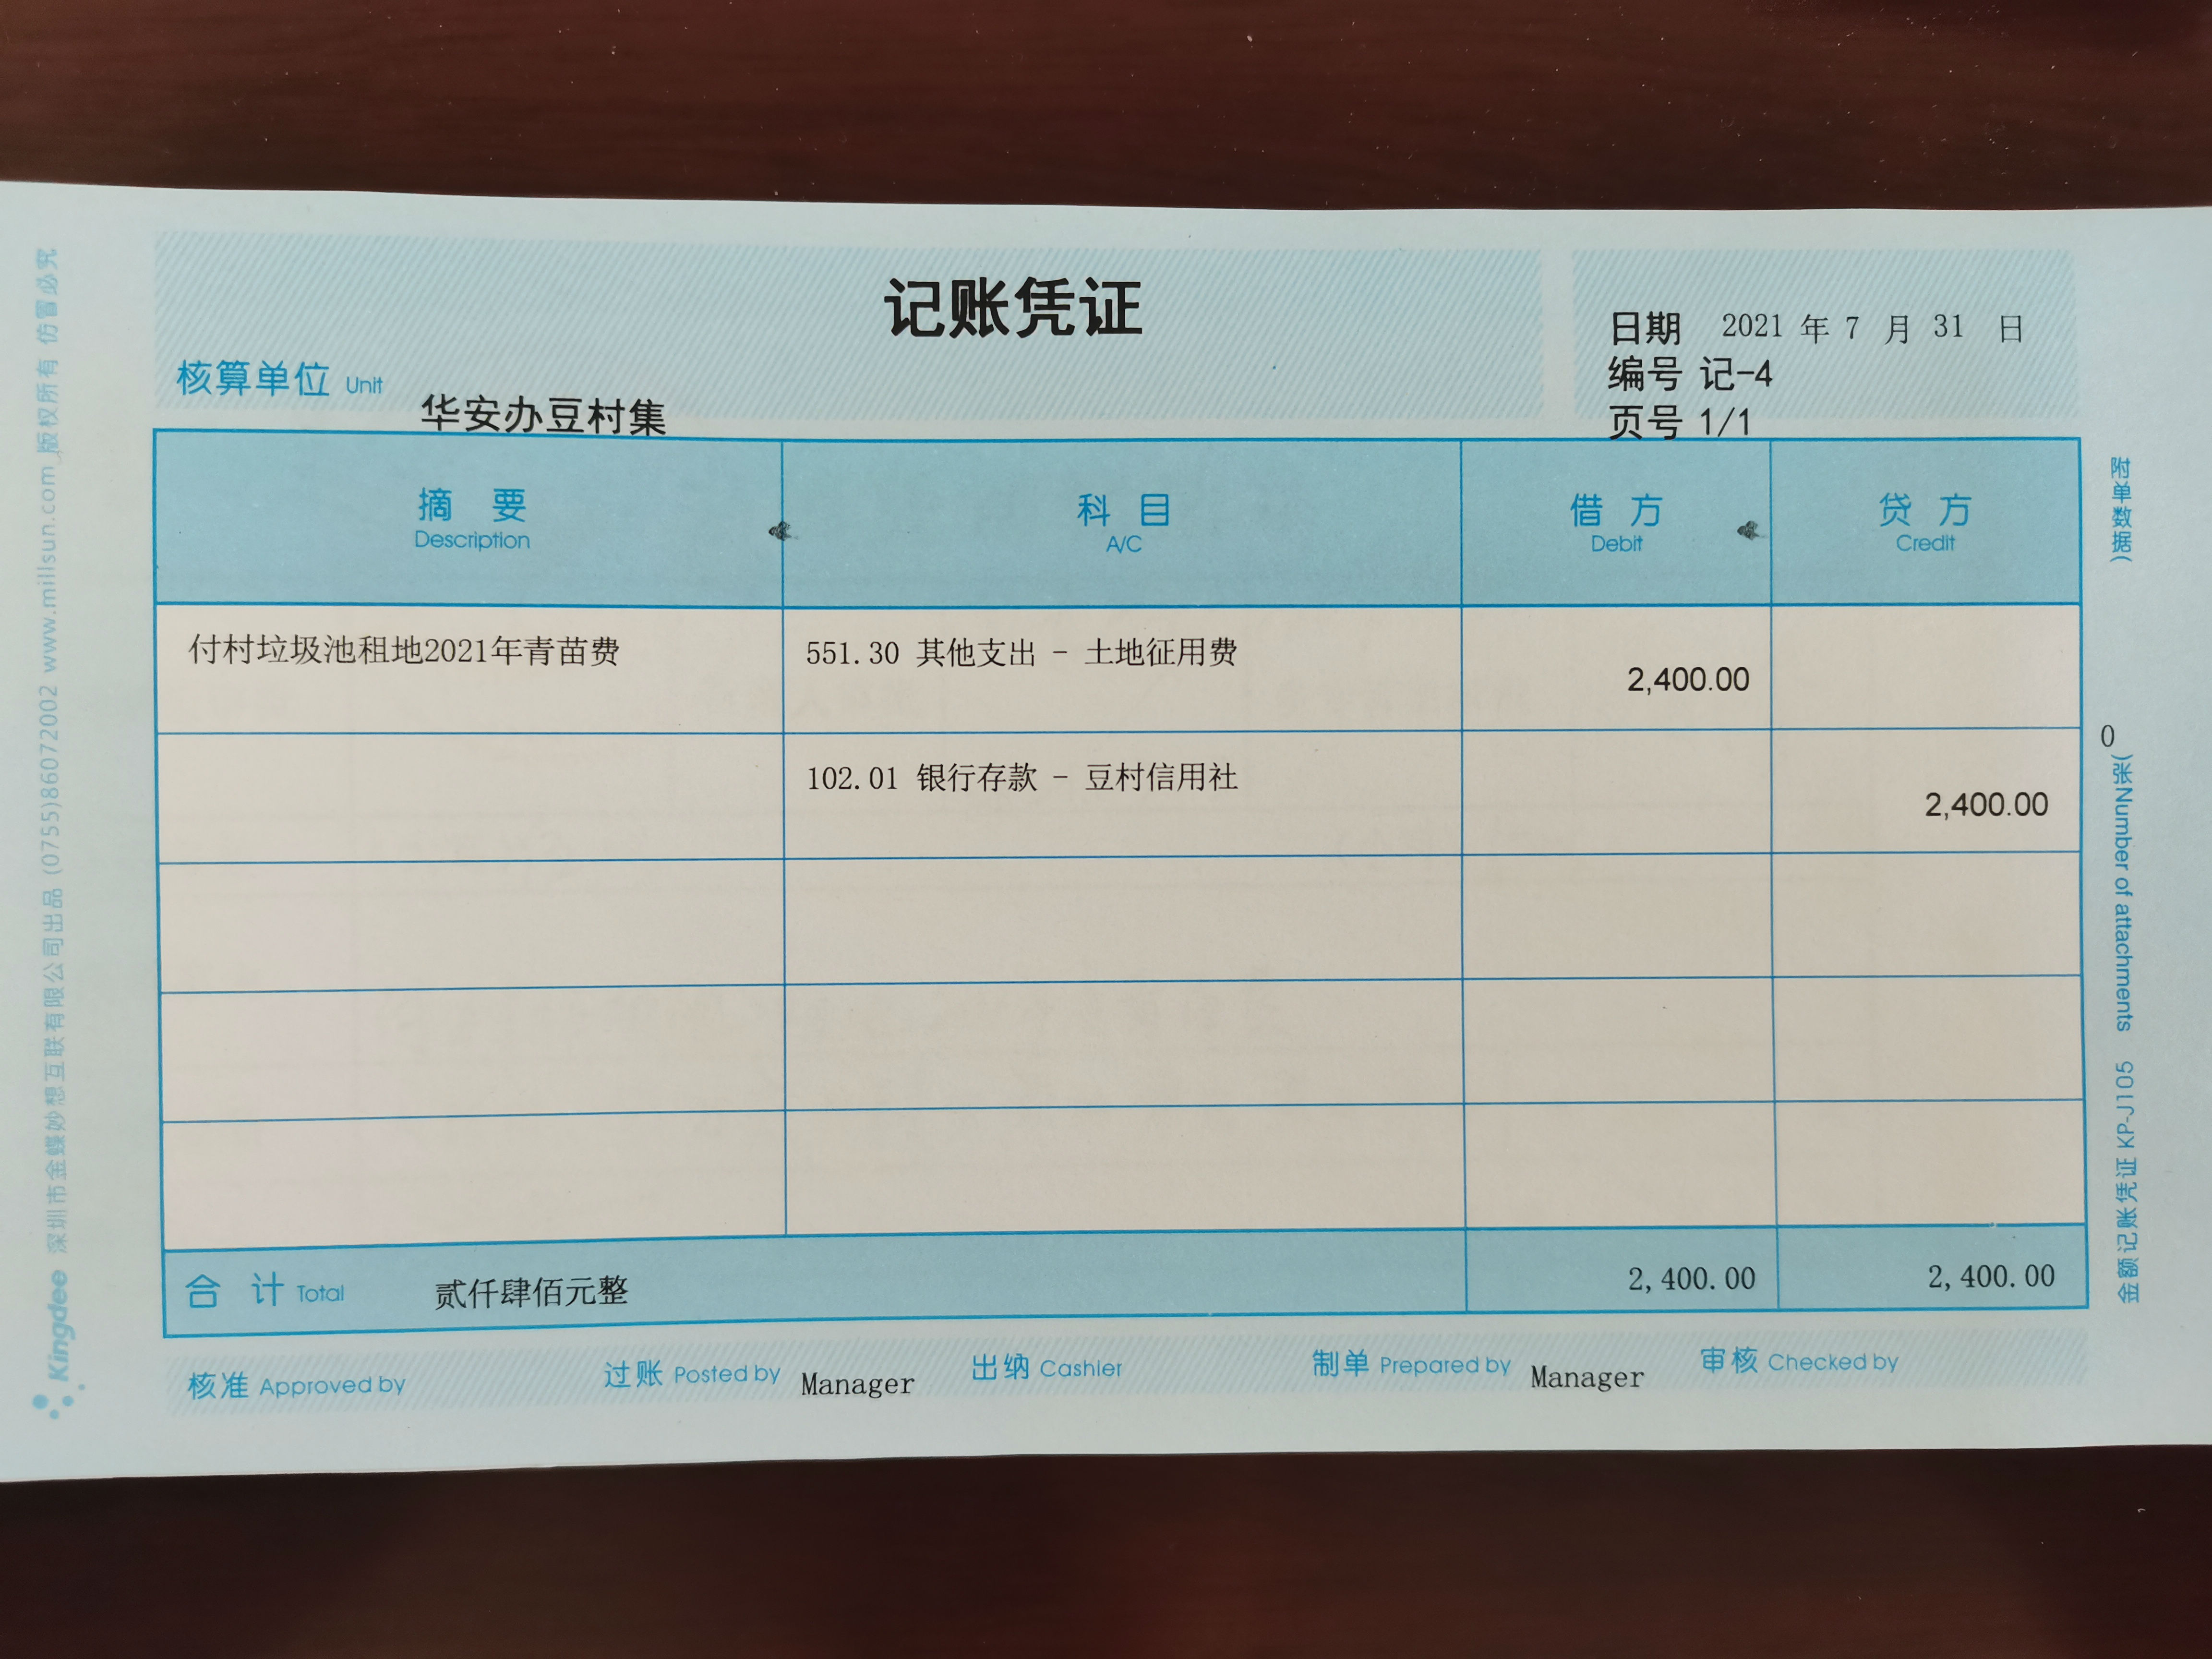 记账凭证
日期 2021 年 7 月 31 日
编号 记-4
页号 1/1
核算单位 Unit
华安办豆村集
摘 要 科 目 借 方 贷 方
Description A/C Debit Credit
付村垃圾池租地2021年青苗费 551.30 其他支出 - 土地征用费 2,400.00
102.01 银行存款 - 豆村信用社 2,400.00
合 计 Total 贰仟肆佰元整 2,400.00 2,400.00
核准 Approved by 过账 Posted by Manager 出纳 Cashier 制单 Prepared by Manager 审核 Checked by
附单数据( 0 )张Number of attachments 金额记账凭证 KP-J105
Kingdee 深圳市金蝶妙想互联有限公司出品 (0755)86072002 www.millsun.com 版权所有 仿冒必究